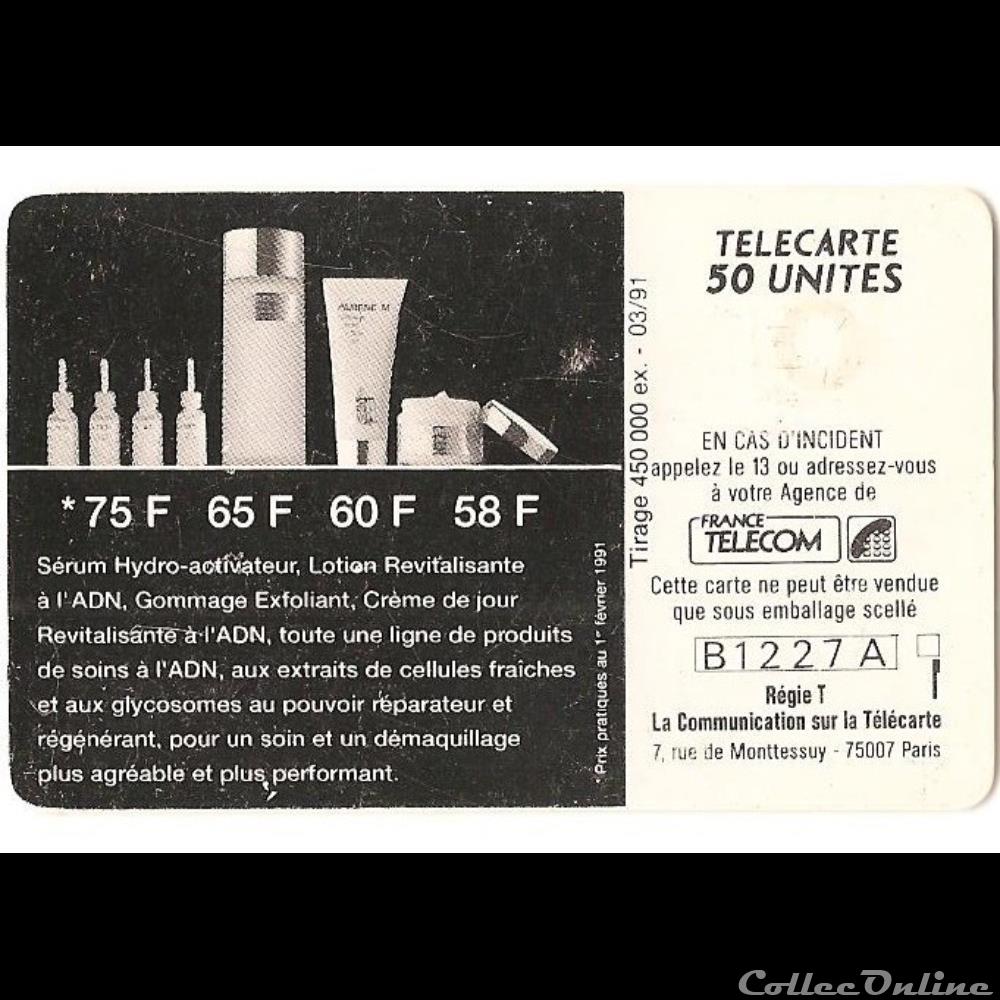 AUBENE M
*75 F 65 F 60 F 58 F
Sérum Hydro-activateur, Lotion Revitalisante
à l'ADN, Gommage Exfoliant, Crème de jour
Revitalisante à l'ADN, toute une ligne de produits
de soins à l'ADN, aux extraits de cellules fraîches
et aux glycosomes au pouvoir réparateur et
régénérant, pour un soin et un démaquillage
plus agréable et plus performant.
* Prix pratiqués au 1er février 1991
Tirage 450 000 ex. - 03/91
TELECARTE
50 UNITES
EN CAS D'INCIDENT
appelez le 13 ou adressez-vous
à votre Agence de
FRANCE
TELECOM
Cette carte ne peut être vendue
que sous emballage scellé
B1227A
Régie T
La Communication sur la Télécarte
7, rue de Monttessuy - 75007 Paris
CollecOnline